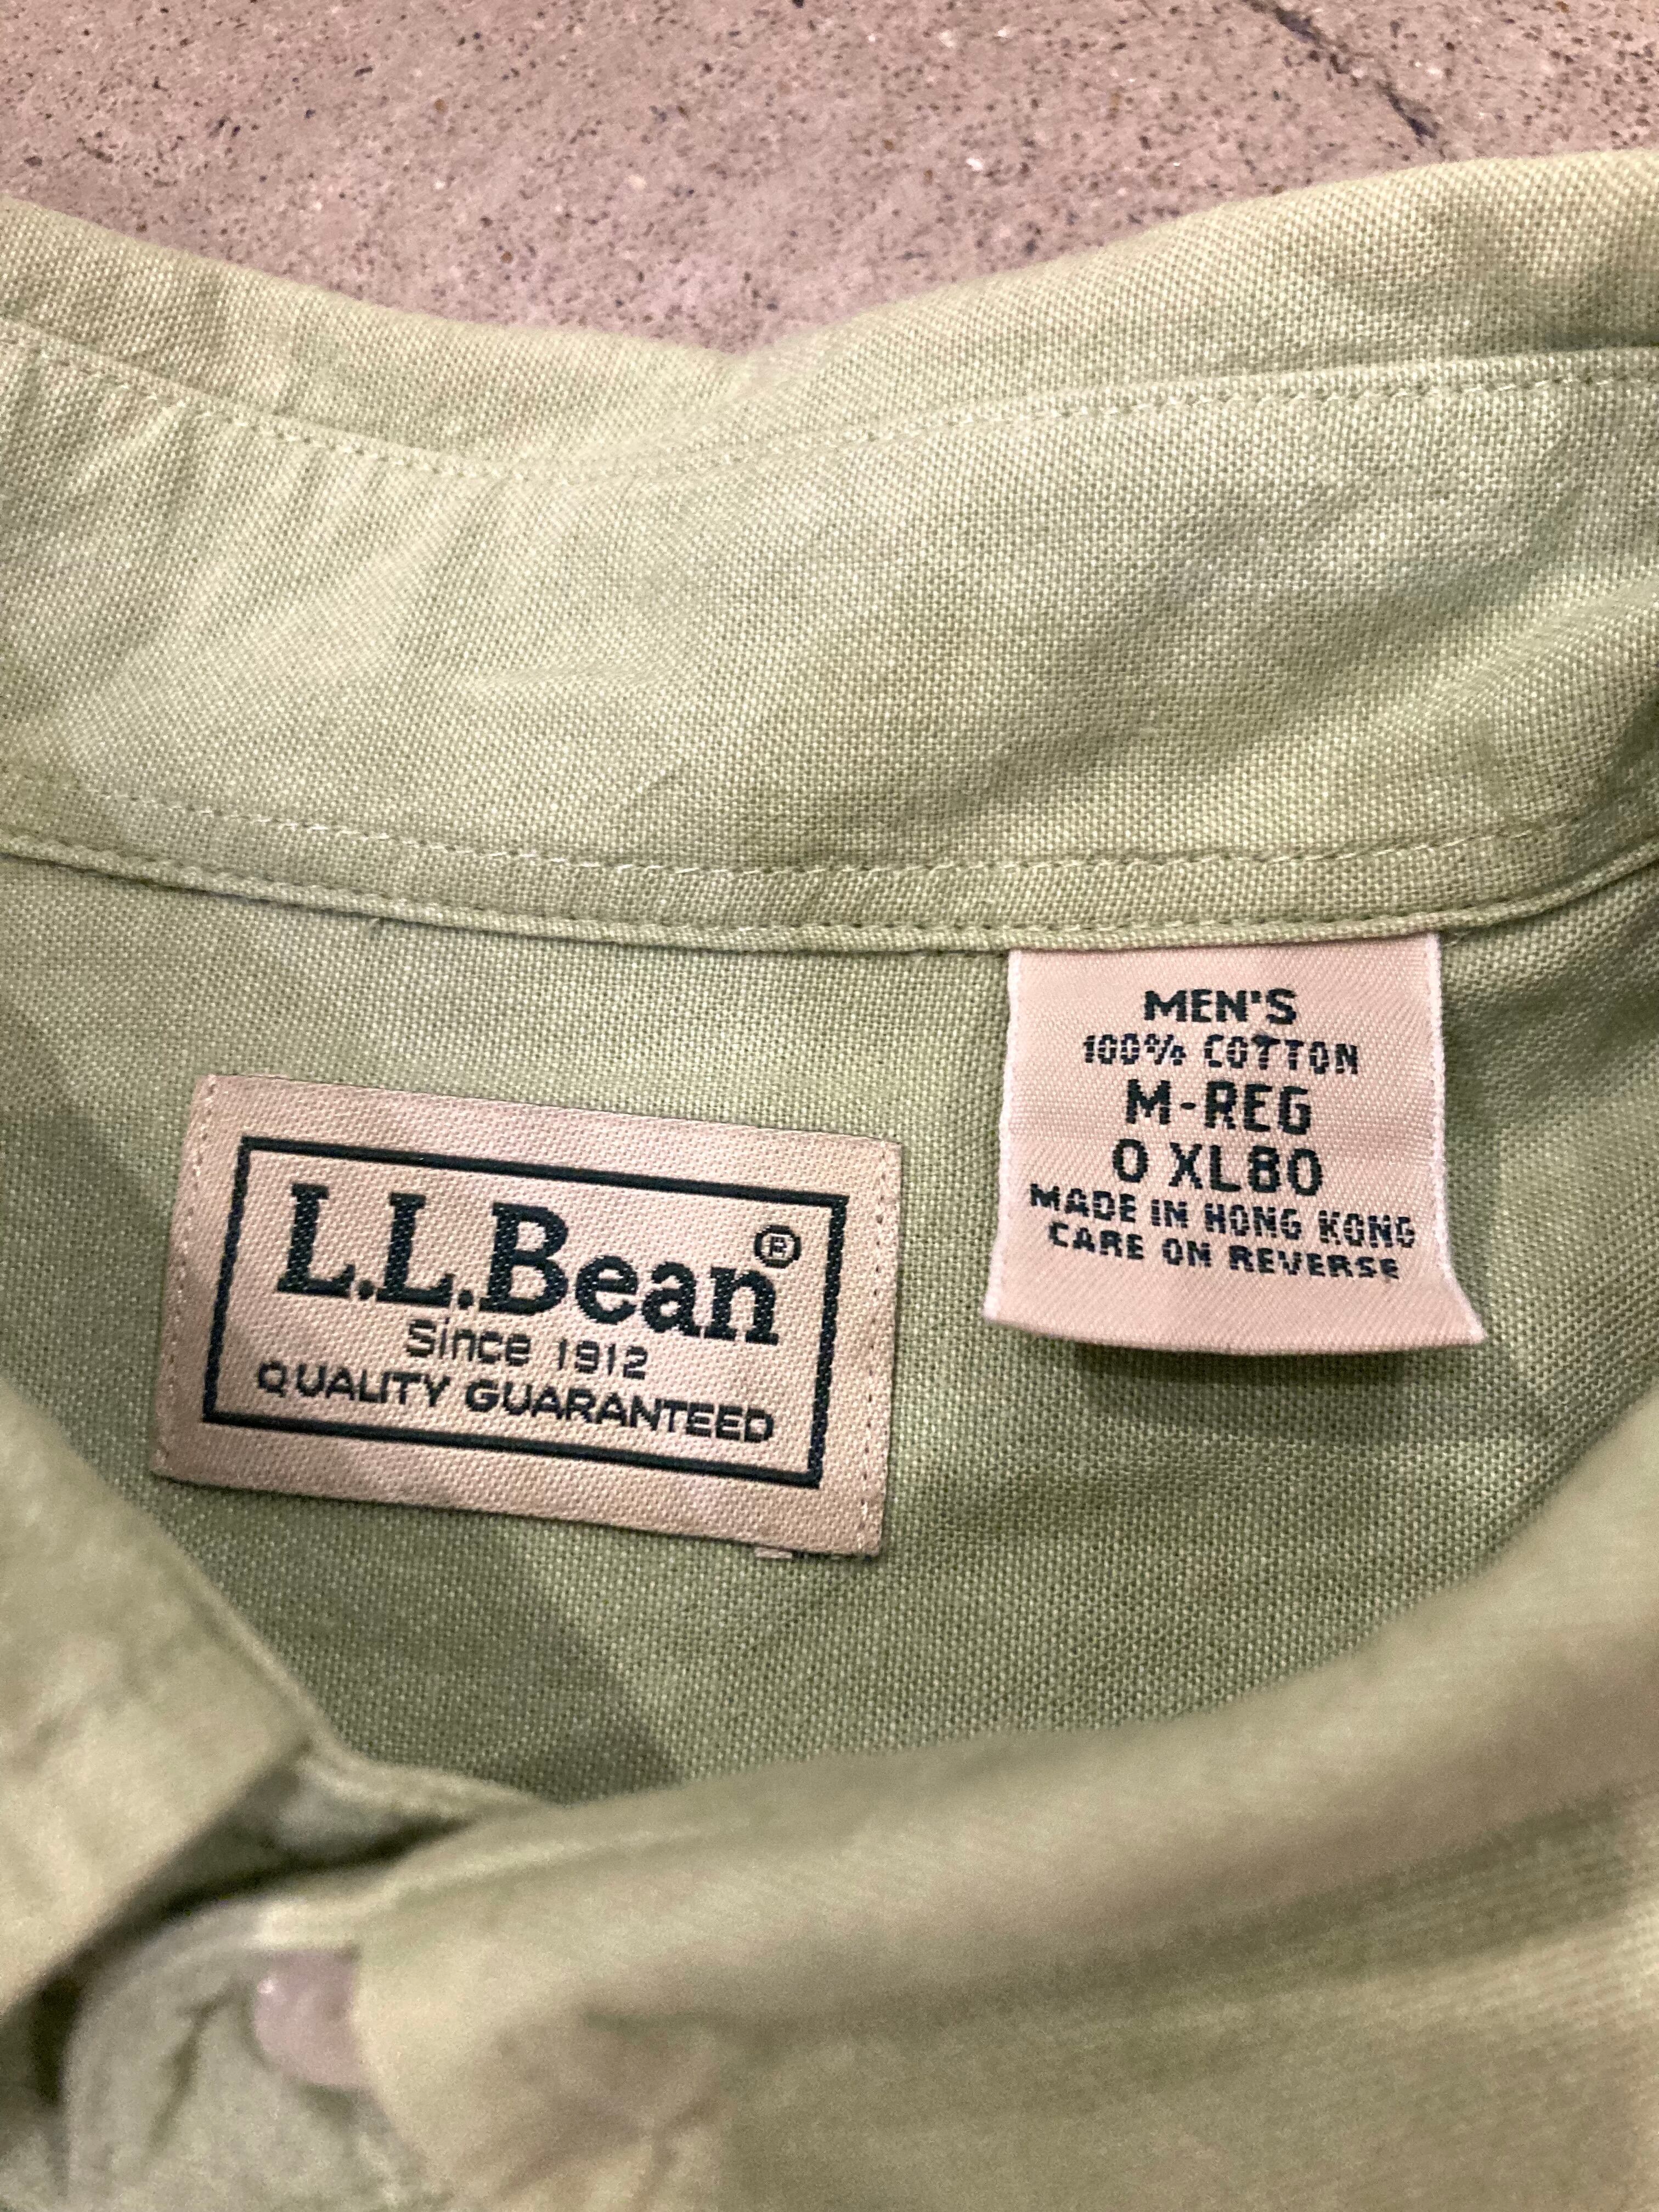 L.L.Bean®
Since 1912
QUALITY GUARANTEED
MEN'S
100% COTTON
M-REG
0 XL80
MADE IN HONG KONG
CARE ON REVERSE